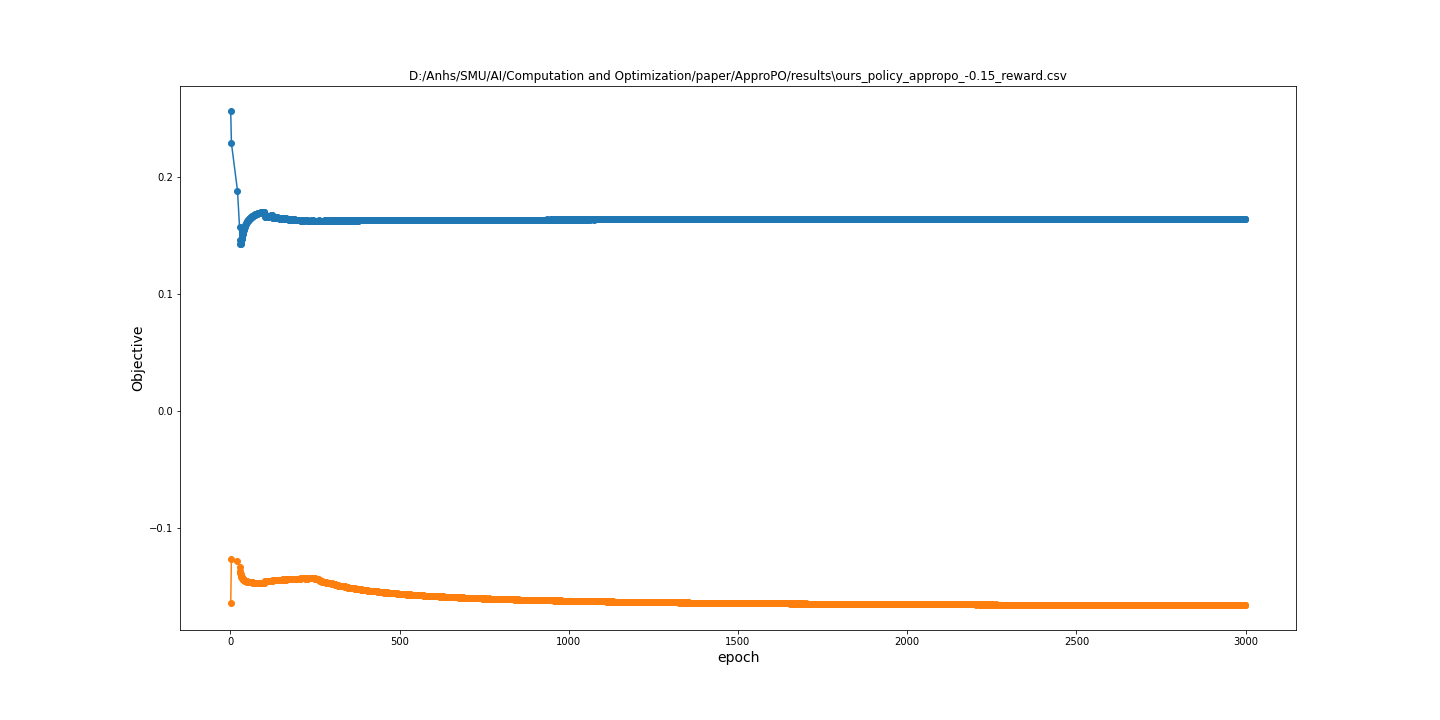 D:/Anhs/SMU/AI/Computation and Optimization/paper/ApproPO/results\ours_policy_appropo_-0.15_reward.csv
0.2
0.1
0.0
−0.1
Objective
0 500 1000 1500 2000 2500 3000
epoch